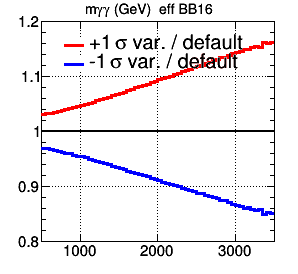 mγγ (GeV) eff BB16
1.2
+1 σ var. / default
-1 σ var. / default
1.1
1
0.9
0.8
1000 2000 3000